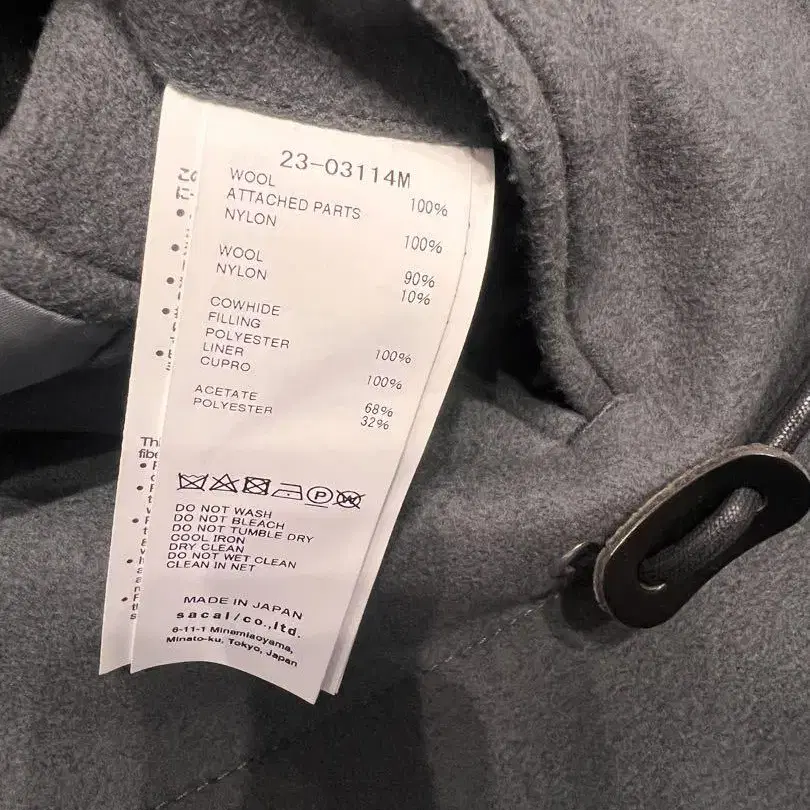 23-03114M
WOOL 100%
ATTACHED PARTS
NYLON 100%
WOOL 90%
NYLON 10%
COWHIDE
FILLING
POLYESTER 100%
LINER
CUPRO 100%
ACETATE 68%
POLYESTER 32%
P
W
DO NOT WASH
DO NOT BLEACH
DO NOT TUMBLE DRY
COOL IRON
DRY CLEAN
DO NOT WET CLEAN
CLEAN IN NET
MADE IN JAPAN
sacai/co.,ltd.
6-11-1 Minamiaoyama,
Minato-ku, Tokyo, Japan